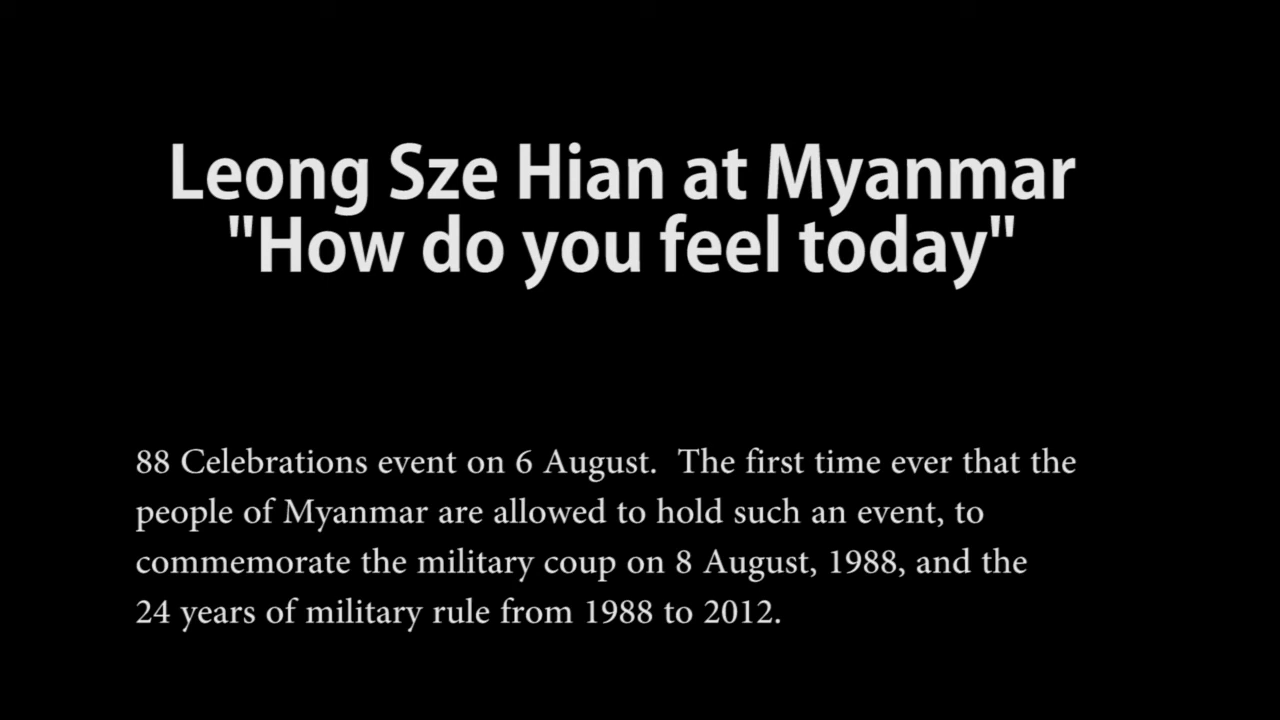 Leong Sze Hian at Myanmar
"How do you feel today"
88 Celebrations event on 6 August.  The first time ever that the
people of Myanmar are allowed to hold such an event, to
commemorate the military coup on 8 August, 1988, and the
24 years of military rule from 1988 to 2012.